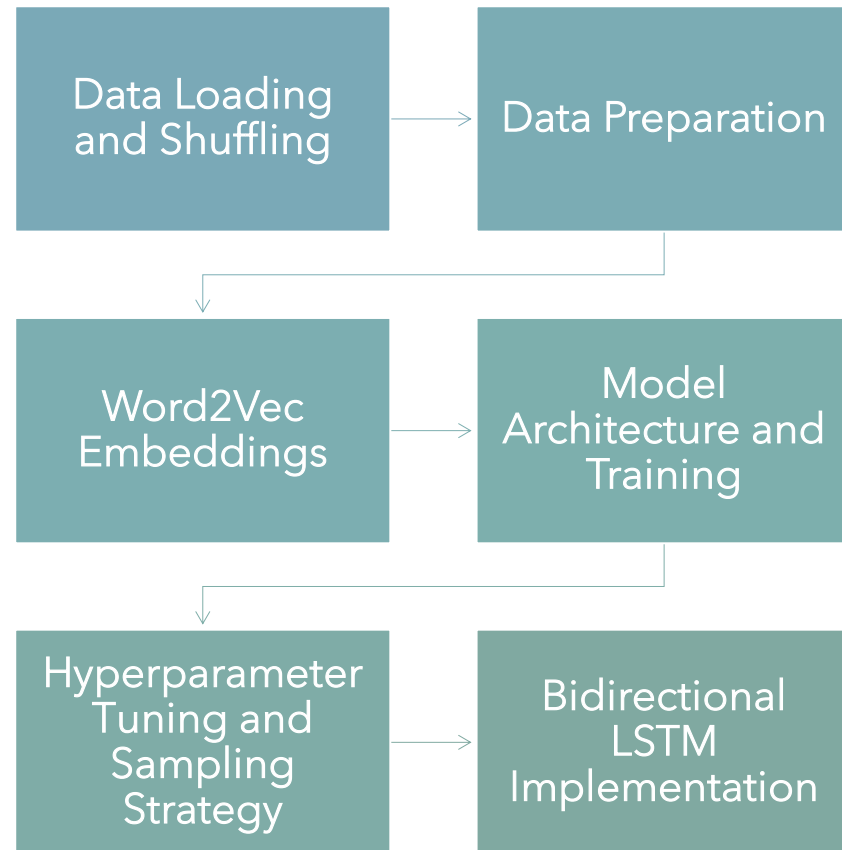 Data Loading
and Shuffling
Data Preparation
Word2Vec
Embeddings
Model
Architecture and
Training
Hyperparameter
Tuning and
Sampling
Strategy
Bidirectional
LSTM
Implementation